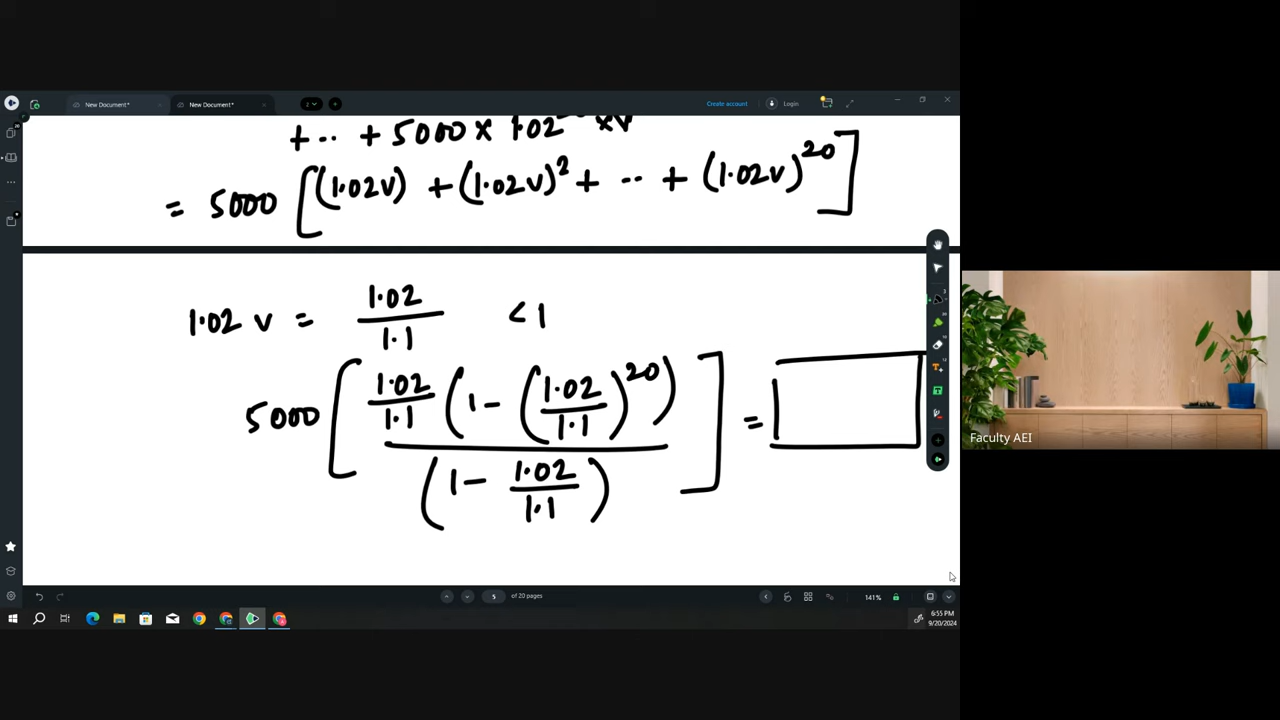 New Document*
New Document*
2
Create account
Login
+ ·· + 5000 × 1.02 × v
= 5000 [(1.02v) + (1.02v)² + ·· + (1.02v)²⁰]
1.02 v = 1.02/1.1 < 1
5000 [ 1.02/1.1 (1 - (1.02/1.1)²⁰) / (1 - 1.02/1.1) ] =
Faculty AEI
5 of 20 pages
141%
6:55 PM
9/20/2024